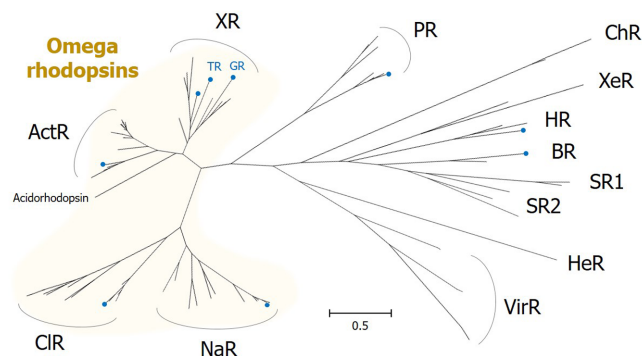 XR
PR
ChR
Omega
rhodopsins
TR
GR
XeR
HR
ActR
BR
SR1
Acidorhodopsin
SR2
HeR
0.5
VirR
ClR
NaR